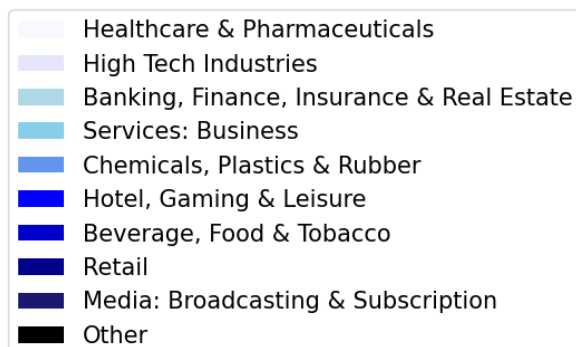 Healthcare & Pharmaceuticals
High Tech Industries
Banking, Finance, Insurance & Real Estate
Services: Business
Chemicals, Plastics & Rubber
Hotel, Gaming & Leisure
Beverage, Food & Tobacco
Retail
Media: Broadcasting & Subscription
Other